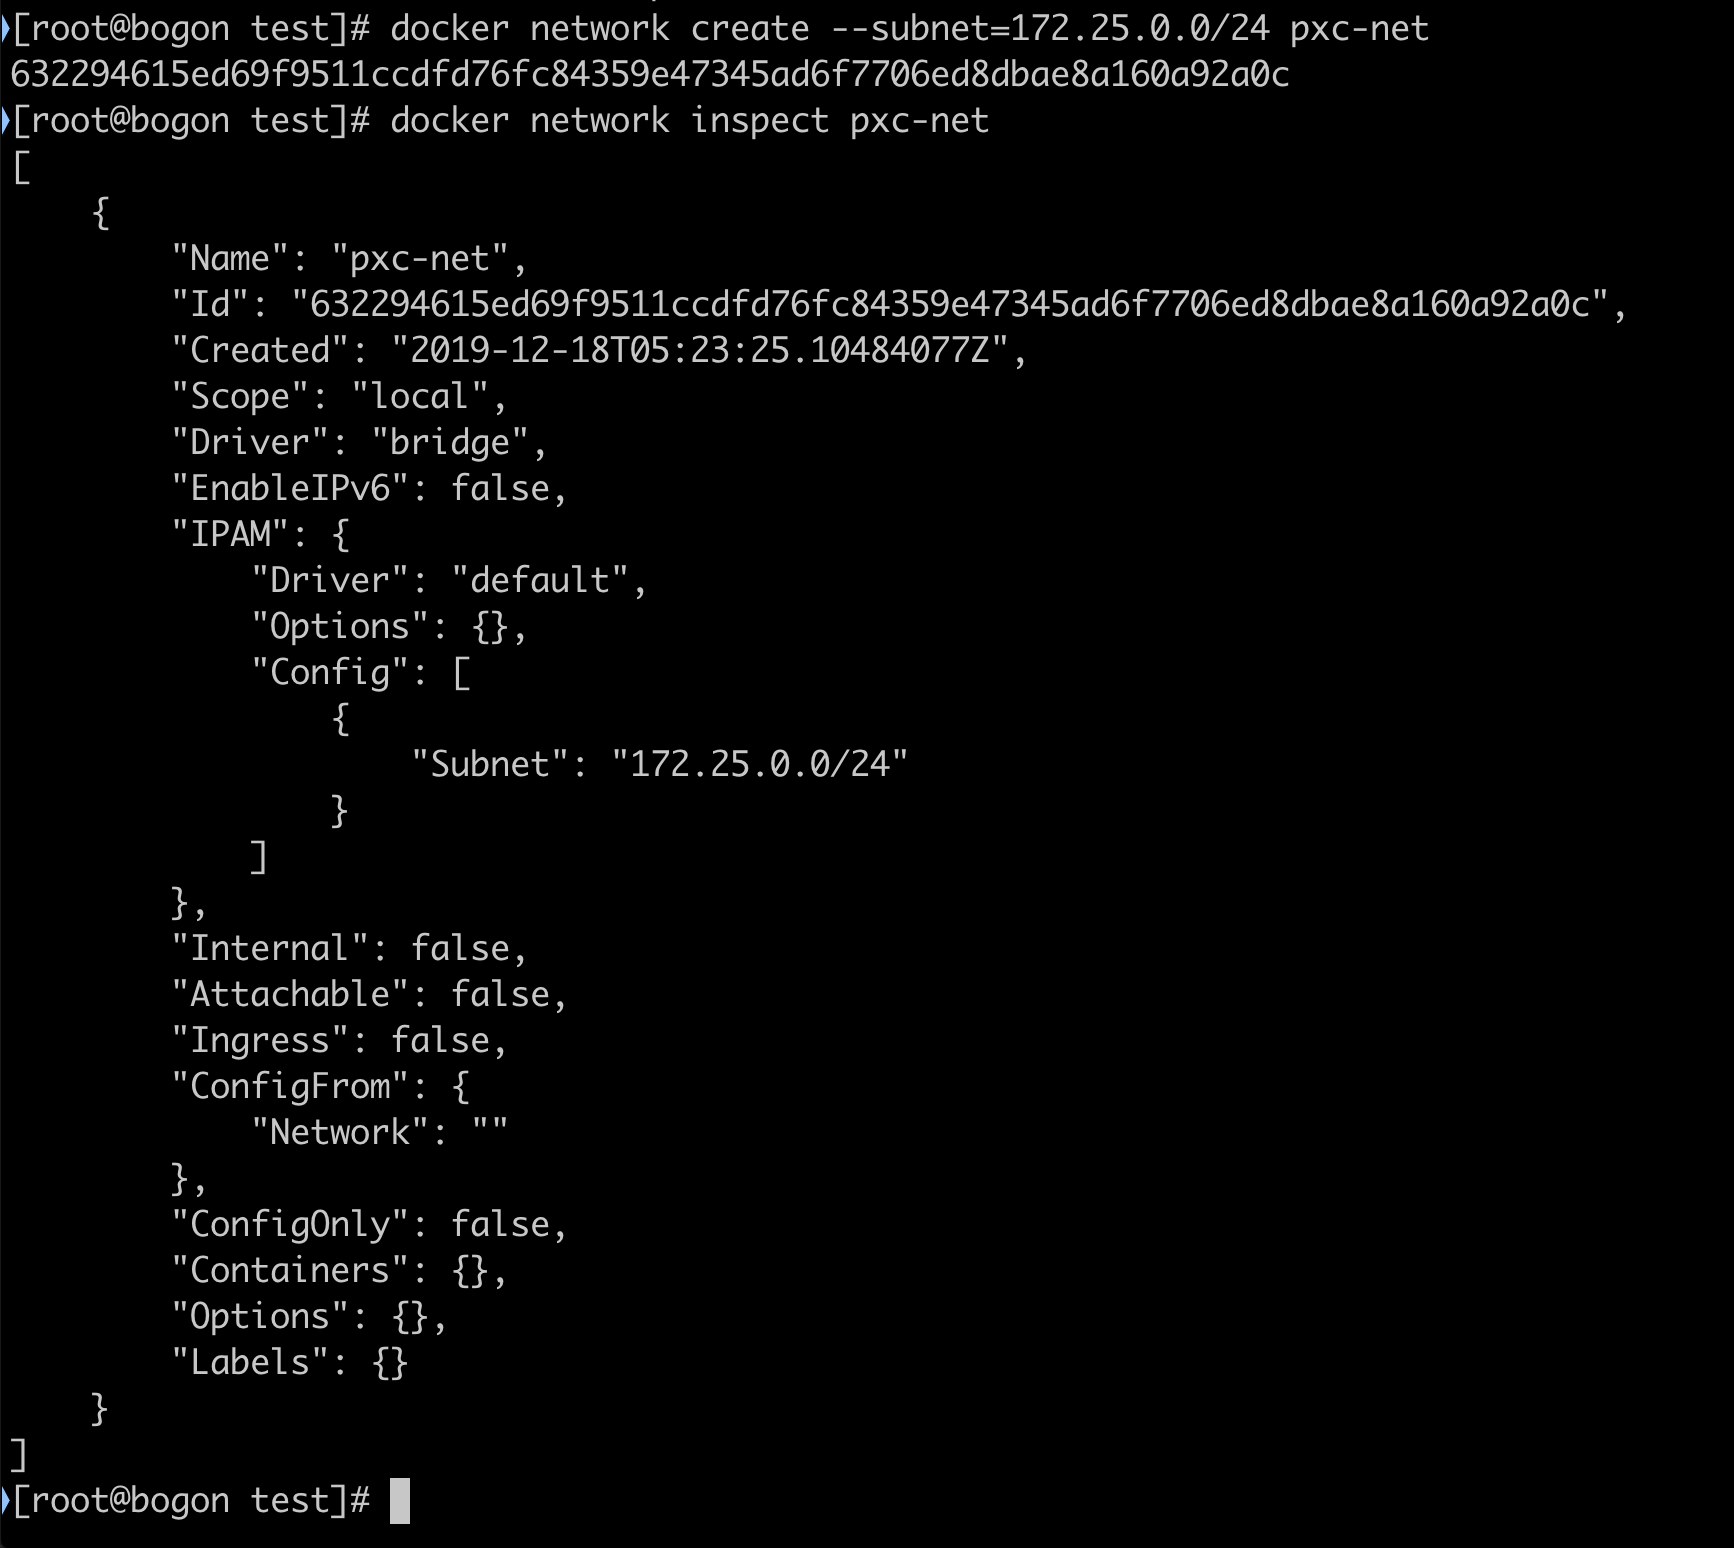 [root@bogon test]# docker network create --subnet=172.25.0.0/24 pxc-net
632294615ed69f9511ccdfd76fc84359e47345ad6f7706ed8dbae8a160a92a0c
[root@bogon test]# docker network inspect pxc-net
[
    {
        "Name": "pxc-net",
        "Id": "632294615ed69f9511ccdfd76fc84359e47345ad6f7706ed8dbae8a160a92a0c",
        "Created": "2019-12-18T05:23:25.10484077Z",
        "Scope": "local",
        "Driver": "bridge",
        "EnableIPv6": false,
        "IPAM": {
            "Driver": "default",
            "Options": {},
            "Config": [
                {
                    "Subnet": "172.25.0.0/24"
                }
            ]
        },
        "Internal": false,
        "Attachable": false,
        "Ingress": false,
        "ConfigFrom": {
            "Network": ""
        },
        "ConfigOnly": false,
        "Containers": {},
        "Options": {},
        "Labels": {}
    }
]
[root@bogon test]#